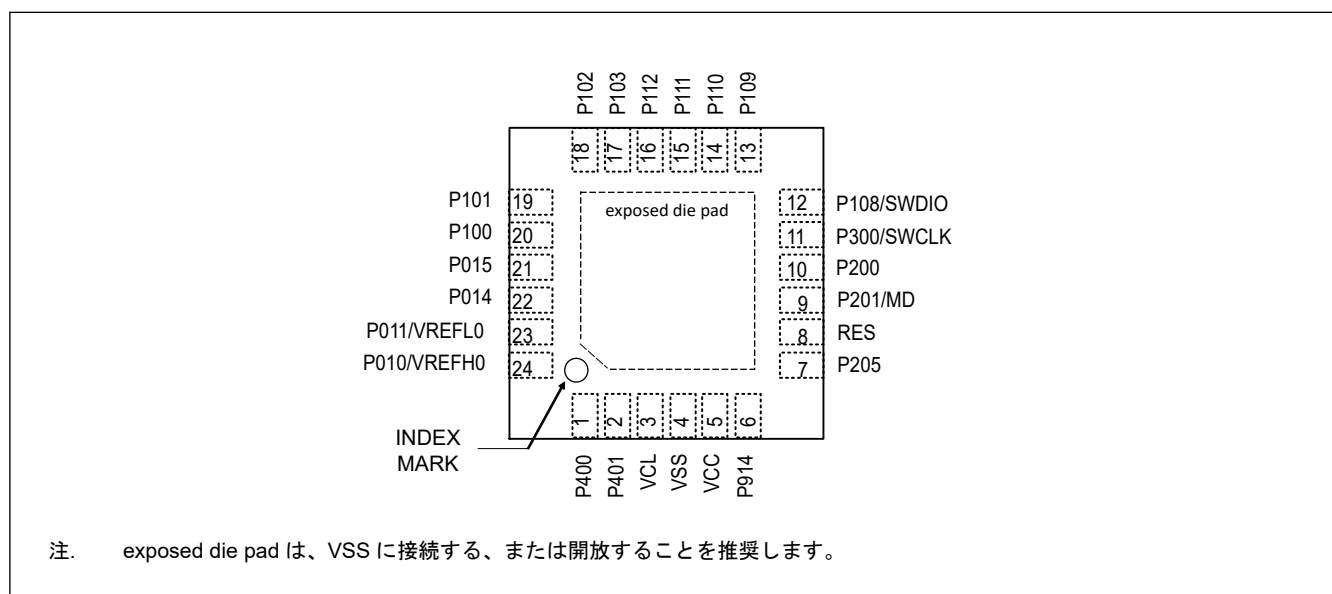 P102
P103
P112
P111
P110
P109
18
17
16
15
14
13
P101 19
exposed die pad
12 P108/SWDIO
P100 20
11 P300/SWCLK
P015 21
10 P200
P014 22
9 P201/MD
P011/VREFL0 23
8 RES
P010/VREFH0 24
7 P205
1
2
3
4
5
6
INDEX
MARK
P400
P401
VCL
VSS
VCC
P914
注. exposed die pad は、VSS に接続する、または開放することを推奨します。